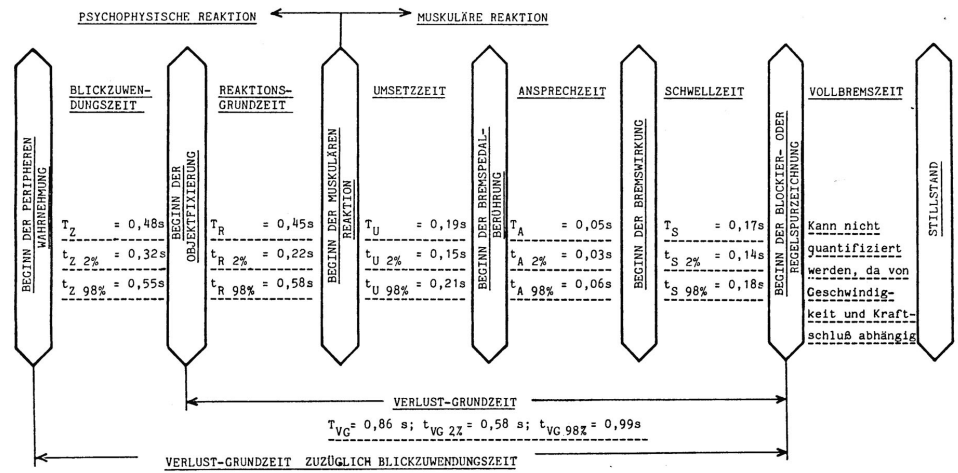 PSYCHOPHYSISCHE REAKTION
MUSKULÄRE REAKTION
BEGINN DER PERIPHEREN
WAHRNEHMUNG
BLICKZUWEN-
DUNGSZEIT
T_Z = 0,48s
t_Z 2% = 0,32s
t_Z 98% = 0,55s
BEGINN DER
OBJEKTFIXIERUNG
REAKTIONS-
GRUNDZEIT
T_R = 0,45s
t_R 2% = 0,22s
t_R 98% = 0,58s
BEGINN DER MUSKULÄREN
REAKTION
UMSETZZEIT
T_U = 0,19s
t_U 2% = 0,15s
t_U 98% = 0,21s
BEGINN DER BREMSPEDAL-
BERÜHRUNG
ANSPRECHZEIT
T_A = 0,05s
t_A 2% = 0,03s
t_A 98% = 0,06s
BEGINN DER BREMSWIRKUNG
SCHWELLZEIT
T_S = 0,17s
t_S 2% = 0,14s
t_S 98% = 0,18s
BEGINN DER BLOCKIER- ODER
REGELSPURZEICHNUNG
VOLLBREMSZEIT
Kann nicht
quantifiziert
werden, da von
Geschwindig-
keit und Kraft-
schluß abhängig
STILLSTAND
VERLUST-GRUNDZEIT
T_VG= 0,86 s; t_VG 2% = 0,58 s; t_VG 98% = 0,99s
VERLUST-GRUNDZEIT ZUZÜGLICH BLICKZUWENDUNGSZEIT